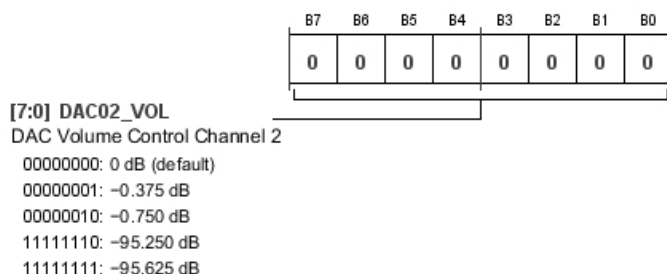 B7 B6 B5 B4 B3 B2 B1 B0
0 0 0 0 0 0 0 0
[7:0] DAC02_VOL
DAC Volume Control Channel 2
00000000: 0 dB (default)
00000001: −0.375 dB
00000010: −0.750 dB
11111110: −95.250 dB
11111111: −95.625 dB